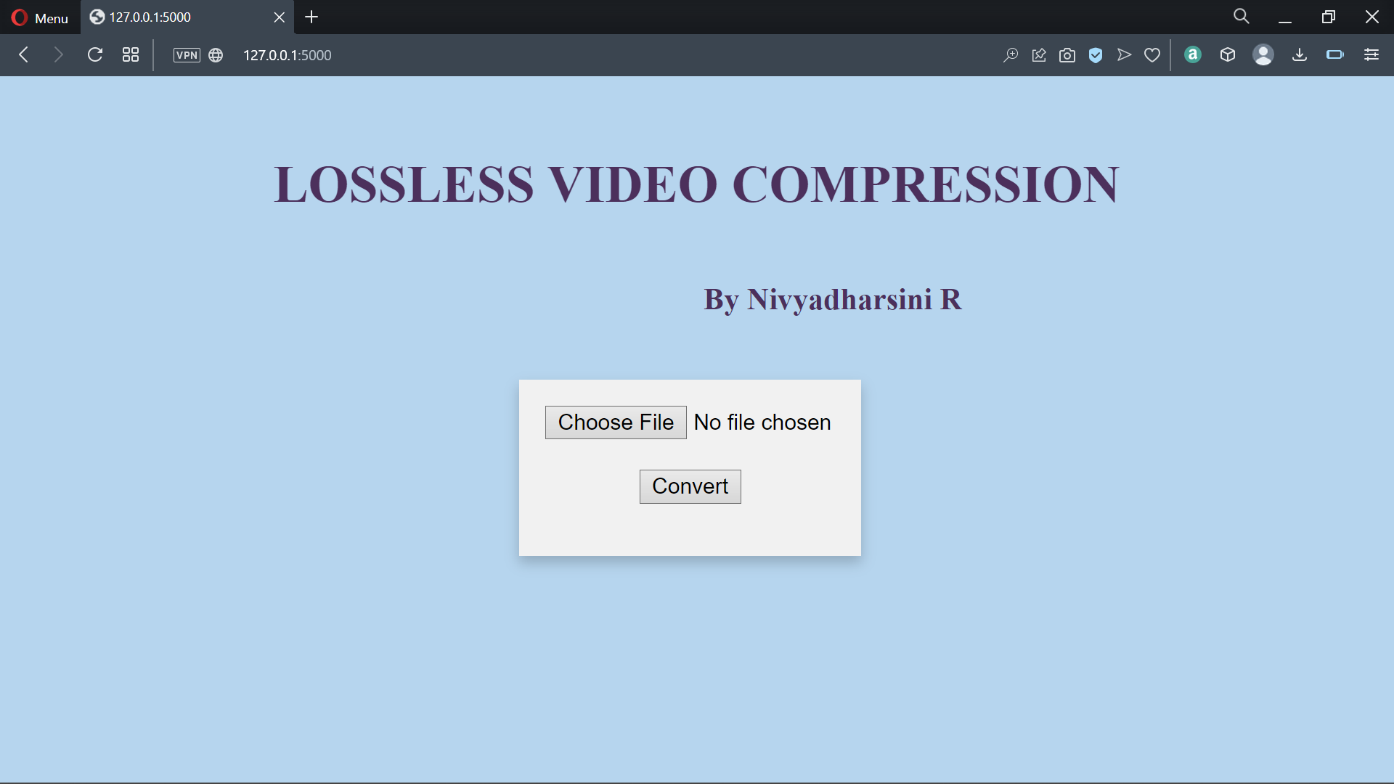 Menu
127.0.0.1:5000
VPN
127.0.0.1:5000
a
LOSSLESS VIDEO COMPRESSION
By Nivyadharsini R
Choose File No file chosen
Convert